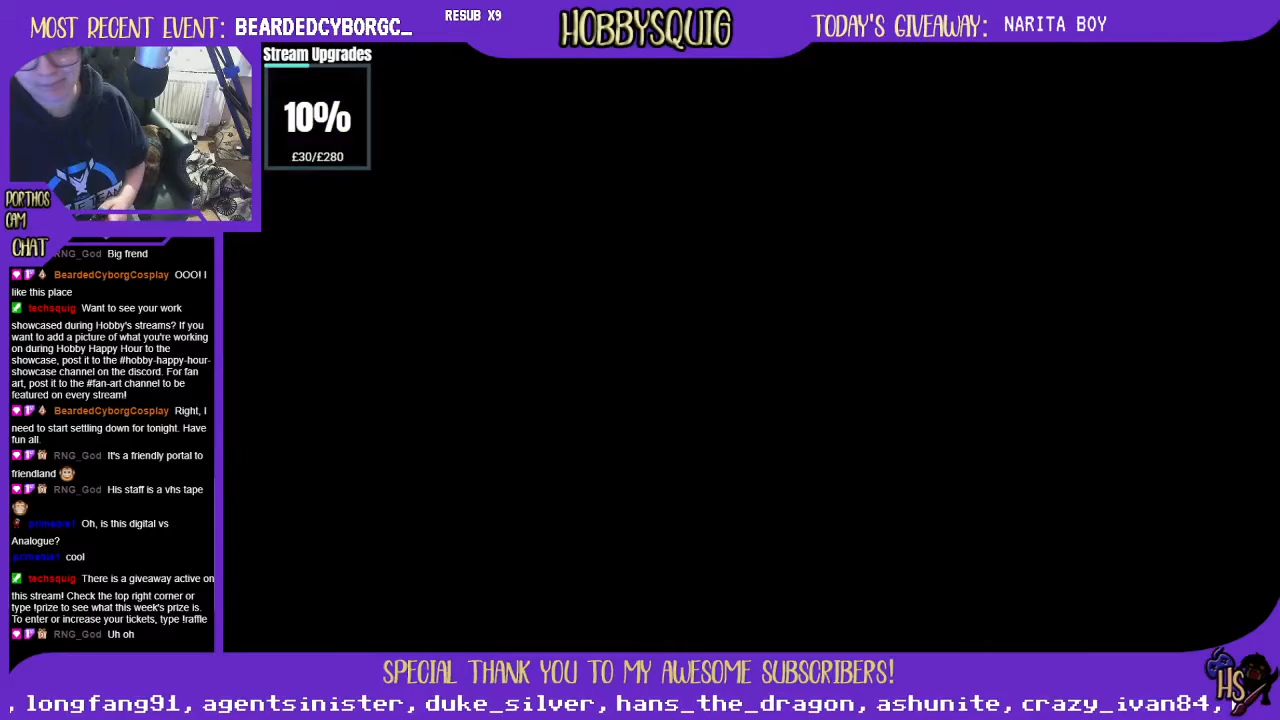 MOST RECENT EVENT: BEARDEDCYBORGC_
RESUB X9
HOBBYSQUIG
TODAY'S GIVEAWAY: NARITA BOY
Stream Upgrades
10%
£30/£280
PORTHOS
CAM
CHAT
RNG_God Big frend
BeardedCyborgCosplay OOO! I
like this place
techsquig Want to see your work
showcased during Hobby's streams? If you
want to add a picture of what you're working
on during Hobby Happy Hour to the
showcase, post it to the #hobby-happy-hour-
showcase channel on the discord. For fan
art, post it to the #fan-art channel to be
featured on every stream!
BeardedCyborgCosplay Right, I
need to start settling down for tonight. Have
fun all.
RNG_God It's a friendly portal to
friendland
RNG_God His staff is a vhs tape
Oh, is this digital vs
Analogue?
cool
techsquig There is a giveaway active on
this stream! Check the top right corner or
type !prize to see what this week's prize is.
To enter or increase your tickets, type !raffle
RNG_God Uh oh
SPECIAL THANK YOU TO MY AWESOME SUBSCRIBERS!
, longfang91, agentsinister, duke_silver, hans_the_dragon, ashunite, crazy_ivan84,
HS